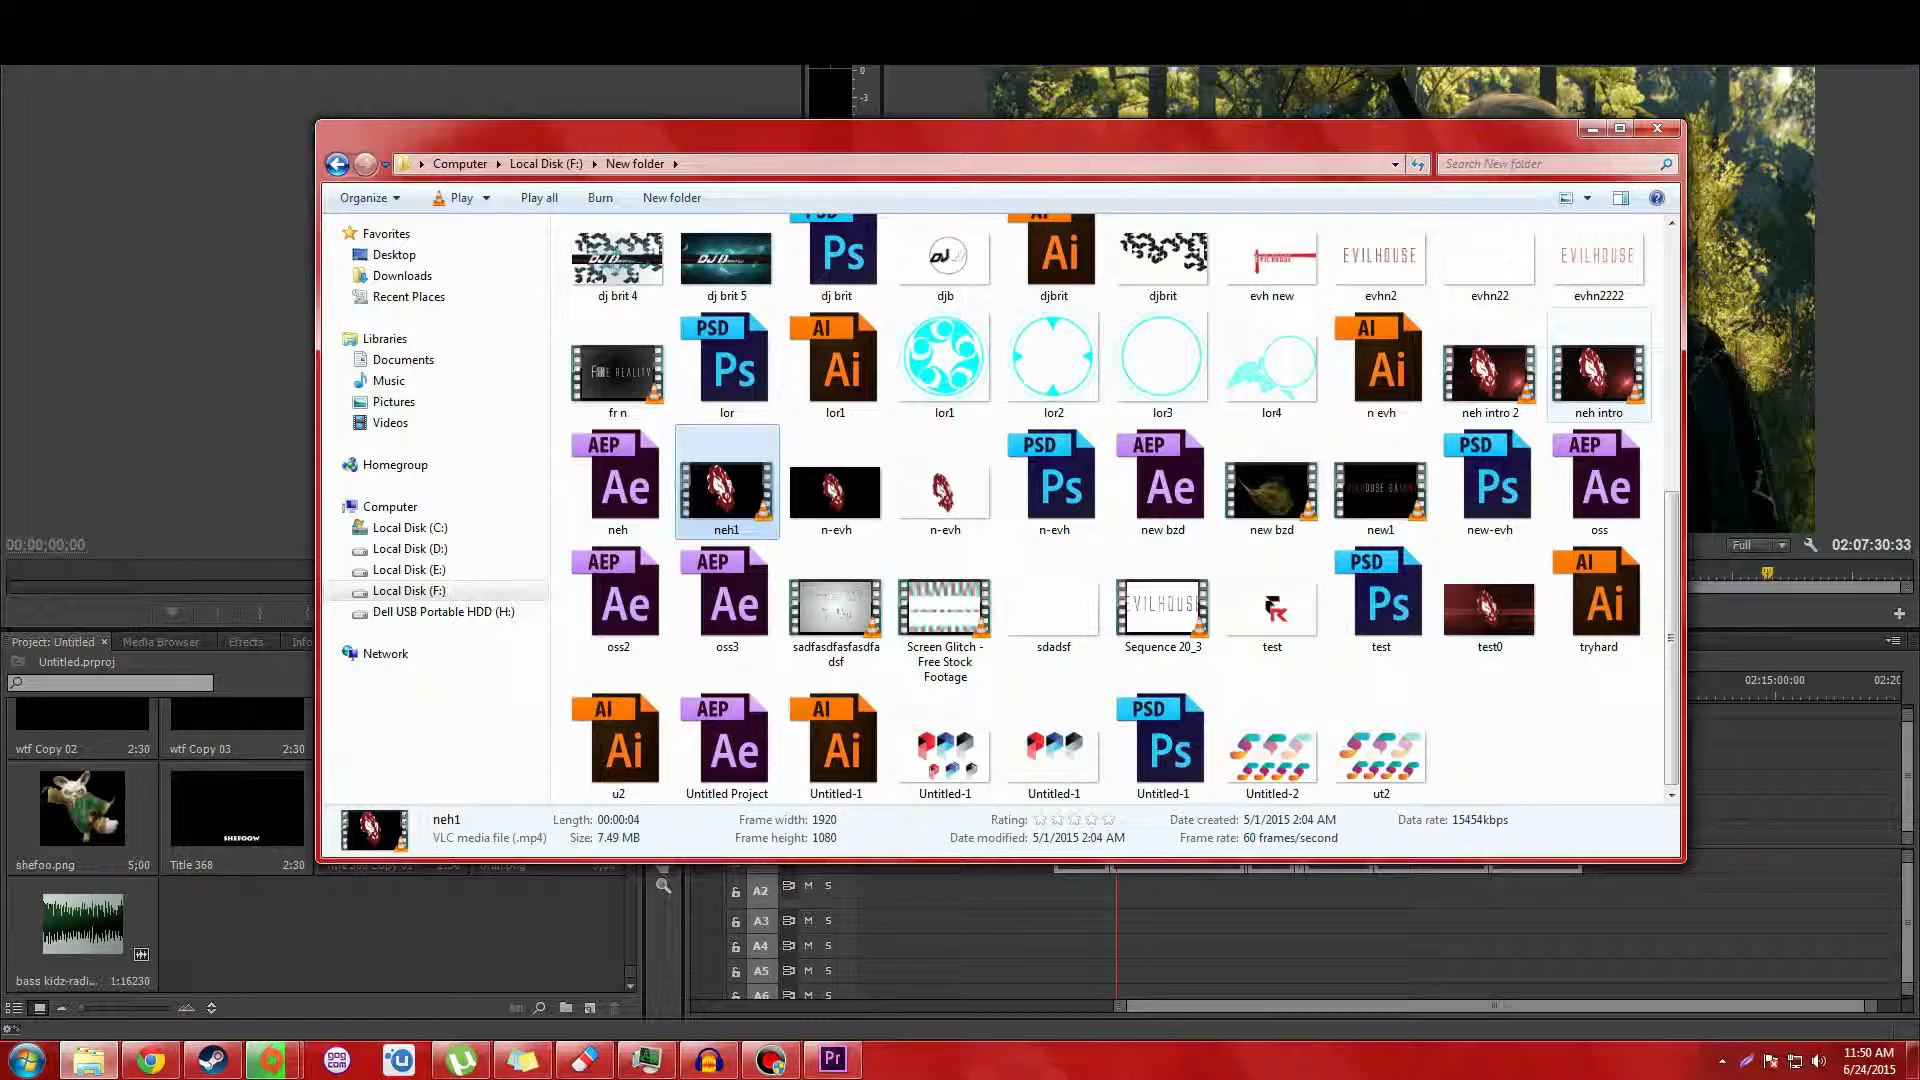 0
-3
Computer
Local Disk (F:)
New folder
Search New folder
Organize
Play
Play all
Burn
New folder
Favorites
Desktop
Downloads
Recent Places
Libraries
Documents
Music
Pictures
Videos
Homegroup
Computer
Local Disk (C:)
Local Disk (D:)
Local Disk (E:)
Local Disk (F:)
Dell USB Portable HDD (H:)
Network
dj brit 4
dj brit 5
dj brit
djb
djbrit
djbrit
evh new
evhn2
evhn22
evhn2222
fr n
lor
lor1
lor1
lor2
lor3
lor4
n evh
neh intro 2
neh intro
neh
neh1
n-evh
n-evh
n-evh
new bzd
new bzd
new1
new-evh
oss
oss2
oss3
sadfasdfasfasdfa
dsf
Screen Glitch -
Free Stock
Footage
sdadsf
Sequence 20_3
test
test
test0
tryhard
u2
Untitled Project
Untitled-1
Untitled-1
Untitled-1
Untitled-1
Untitled-2
ut2
neh1
VLC media file (.mp4)
Length: 00:00:04
Size: 7.49 MB
Frame width: 1920
Frame height: 1080
Rating:
Date modified: 5/1/2015 2:04 AM
Date created: 5/1/2015 2:04 AM
Frame rate: 60 frames/second
Data rate: 15454kbps
00;00;00;00
Full
02:07:30:33
Project: Untitled
Media Browser
Effects
Info
Untitled.prproj
02:15:00:00
02:20
wtf Copy 02
2:30
wtf Copy 03
2:30
SHEFOOW
shefoo.png
5;00
Title 368
2:30
bass kidz-radi...
1:16230
A2 M S
A3 M S
A4 M S
A5 M S
A6 M S
11:50 AM
6/24/2015